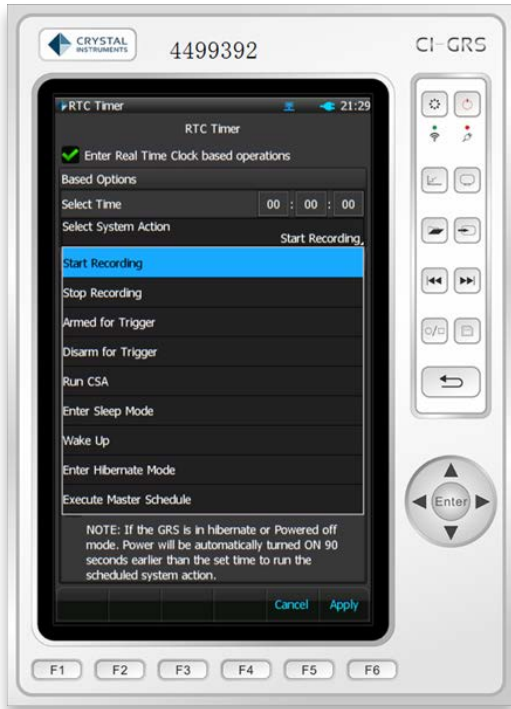 CRYSTAL
INSTRUMENTS
4499392
CI-GRS
RTC Timer 21:29
RTC Timer
Enter Real Time Clock based operations
Based Options
Select Time 00 : 00 : 00
Select System Action
Start Recording
Start Recording
Stop Recording
Armed for Trigger
Disarm for Trigger
Run CSA
Enter Sleep Mode
Wake Up
Enter Hibernate Mode
Execute Master Schedule
NOTE: If the GRS is in hibernate or Powered off
mode. Power will be automatically turned ON 90
seconds earlier than the set time to run the
scheduled system action.
Cancel Apply
Enter
F1 F2 F3 F4 F5 F6